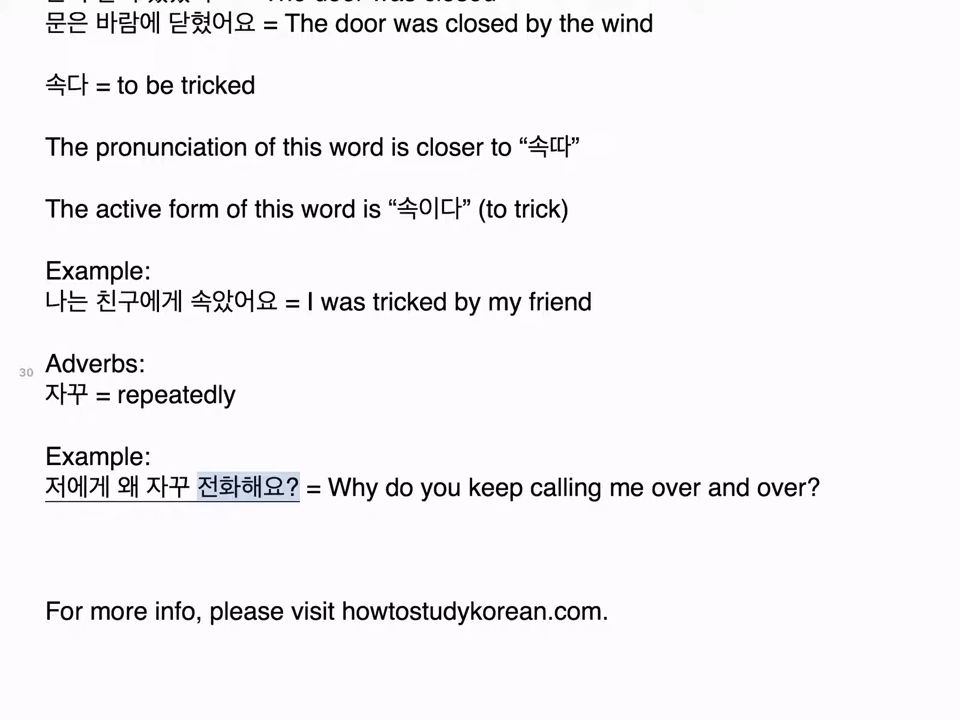 The door was closed
문은 바람에 닫혔어요 = The door was closed by the wind
속다 = to be tricked
The pronunciation of this word is closer to “속따”
The active form of this word is “속이다” (to trick)
Example:
나는 친구에게 속았어요 = I was tricked by my friend
30
Adverbs:
자꾸 = repeatedly
Example:
저에게 왜 자꾸 전화해요? = Why do you keep calling me over and over?
For more info, please visit howtostudykorean.com.